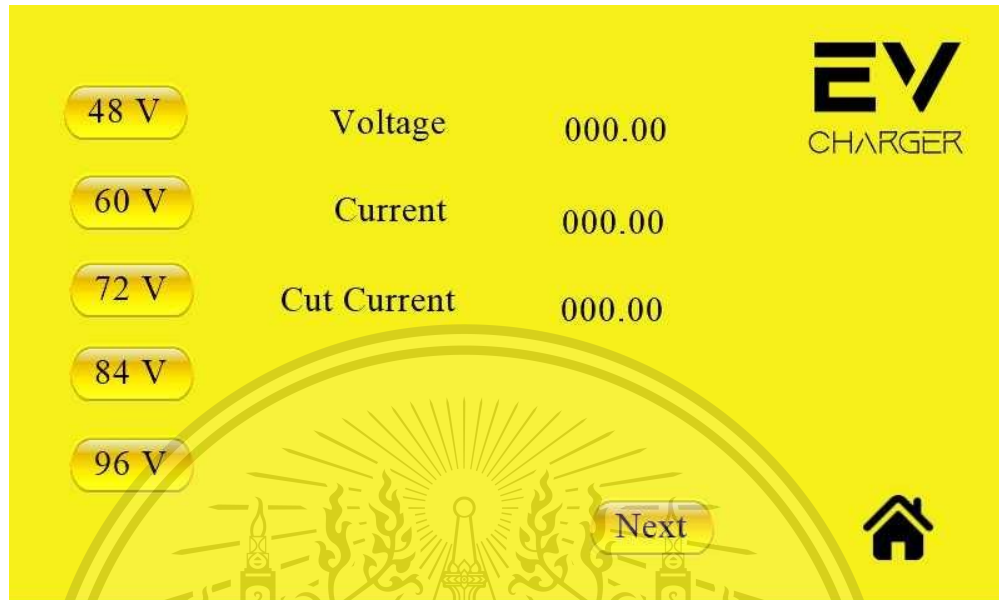 EV
CHARGER
48 V
Voltage 000.00
60 V
Current 000.00
72 V
Cut Current 000.00
84 V
96 V
Next